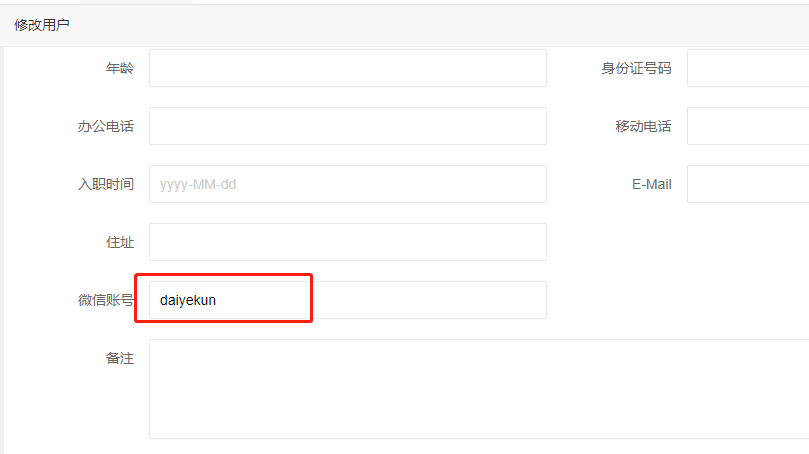 修改用户
年龄 身份证号码
办公电话 移动电话
入职时间 yyyy-MM-dd E-Mail
住址
微信账号 daiyekun
备注